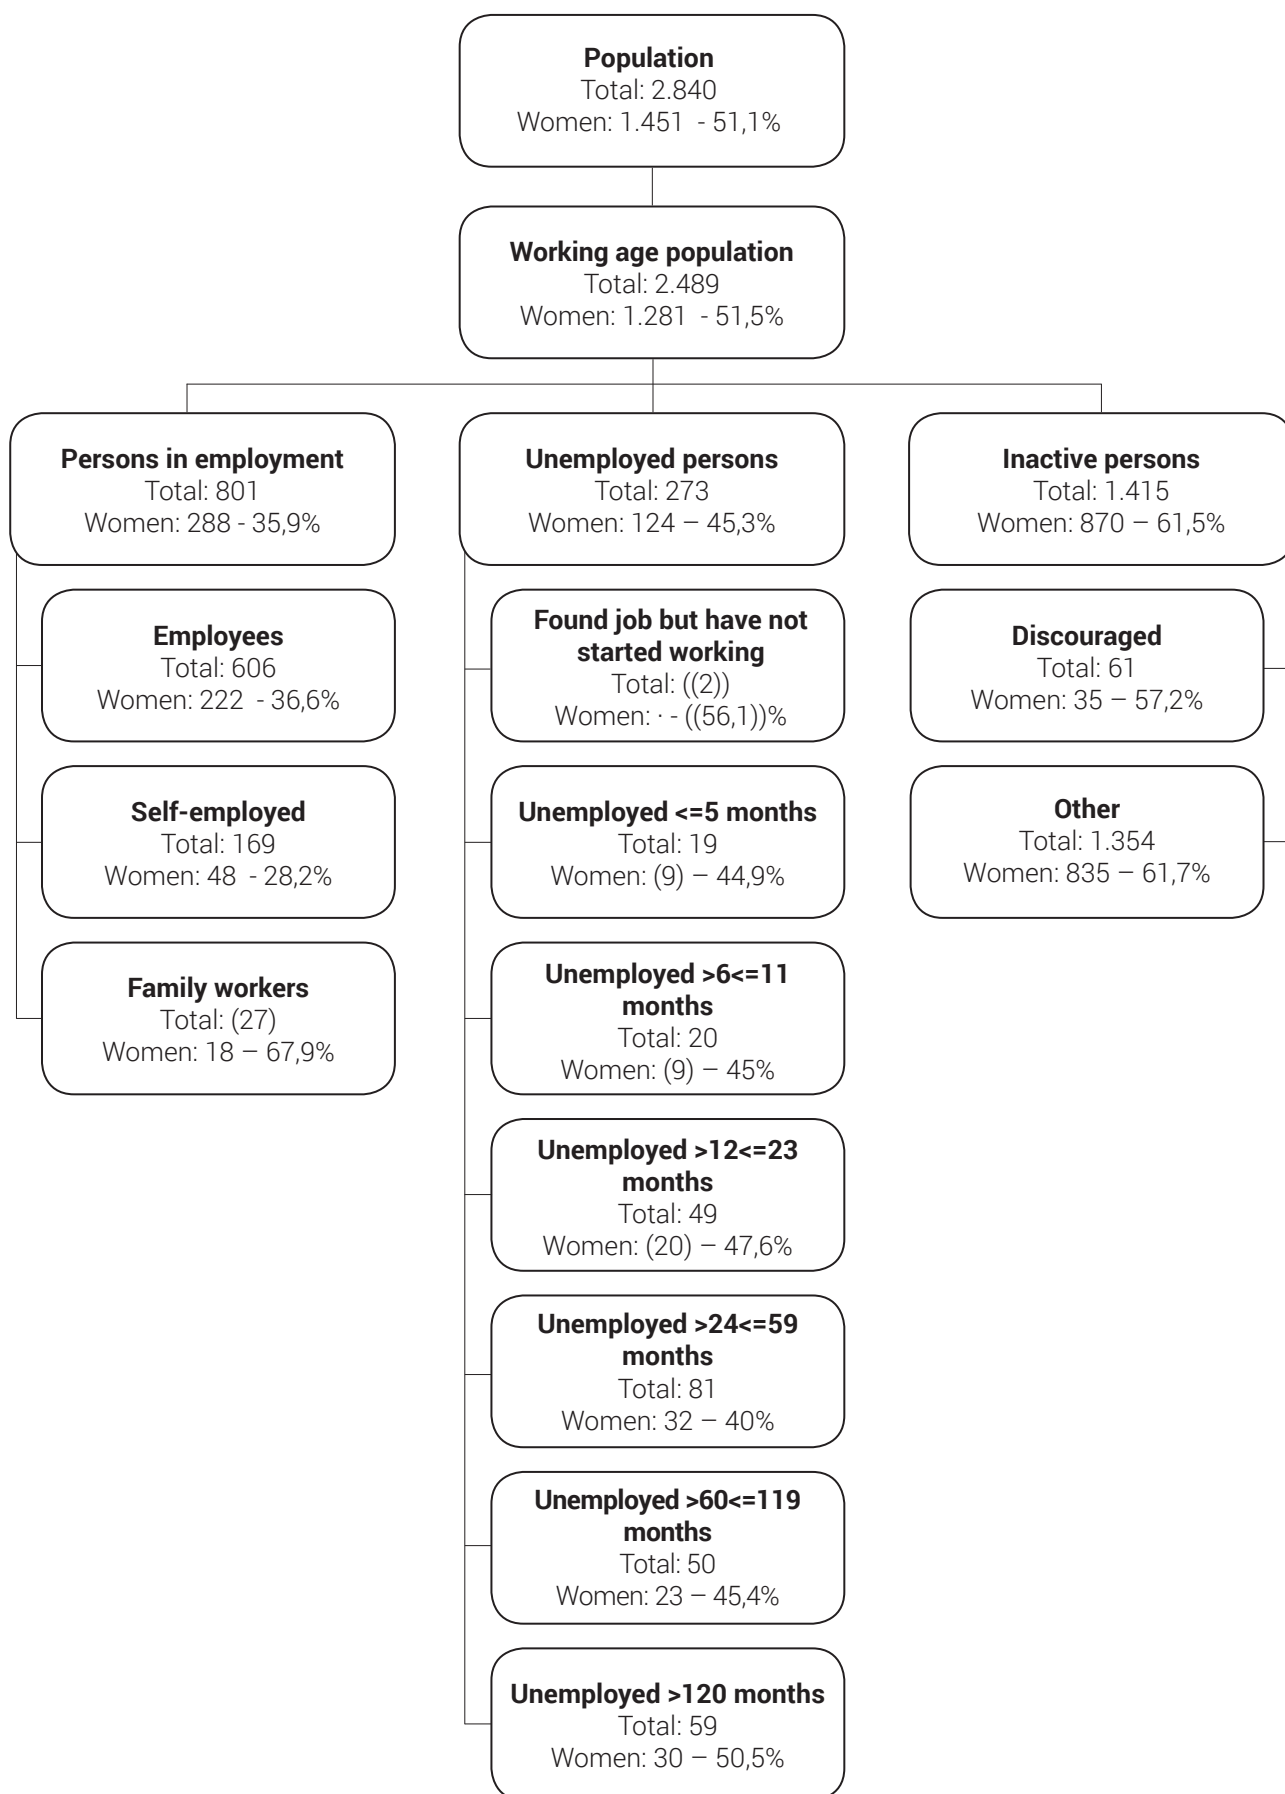 Population
Total: 2.840
Women: 1.451  - 51,1%
Working age population
Total: 2.489
Women: 1.281  - 51,5%
Persons in employment
Total: 801
Women: 288 - 35,9%
Employees
Total: 606
Women: 222  - 36,6%
Self-employed
Total: 169
Women: 48  - 28,2%
Family workers
Total: (27)
Women: 18 – 67,9%
Unemployed persons
Total: 273
Women: 124 – 45,3%
Found job but have not
started working
Total: ((2))
Women: · - ((56,1))%
Unemployed <=5 months
Total: 19
Women: (9) – 44,9%
Unemployed >6<=11
months
Total: 20
Women: (9) – 45%
Unemployed >12<=23
months
Total: 49
Women: (20) – 47,6%
Unemployed >24<=59
months
Total: 81
Women: 32 – 40%
Unemployed >60<=119
months
Total: 50
Women: 23 – 45,4%
Unemployed >120 months
Total: 59
Women: 30 – 50,5%
Inactive persons
Total: 1.415
Women: 870 – 61,5%
Discouraged
Total: 61
Women: 35 – 57,2%
Other
Total: 1.354
Women: 835 – 61,7%